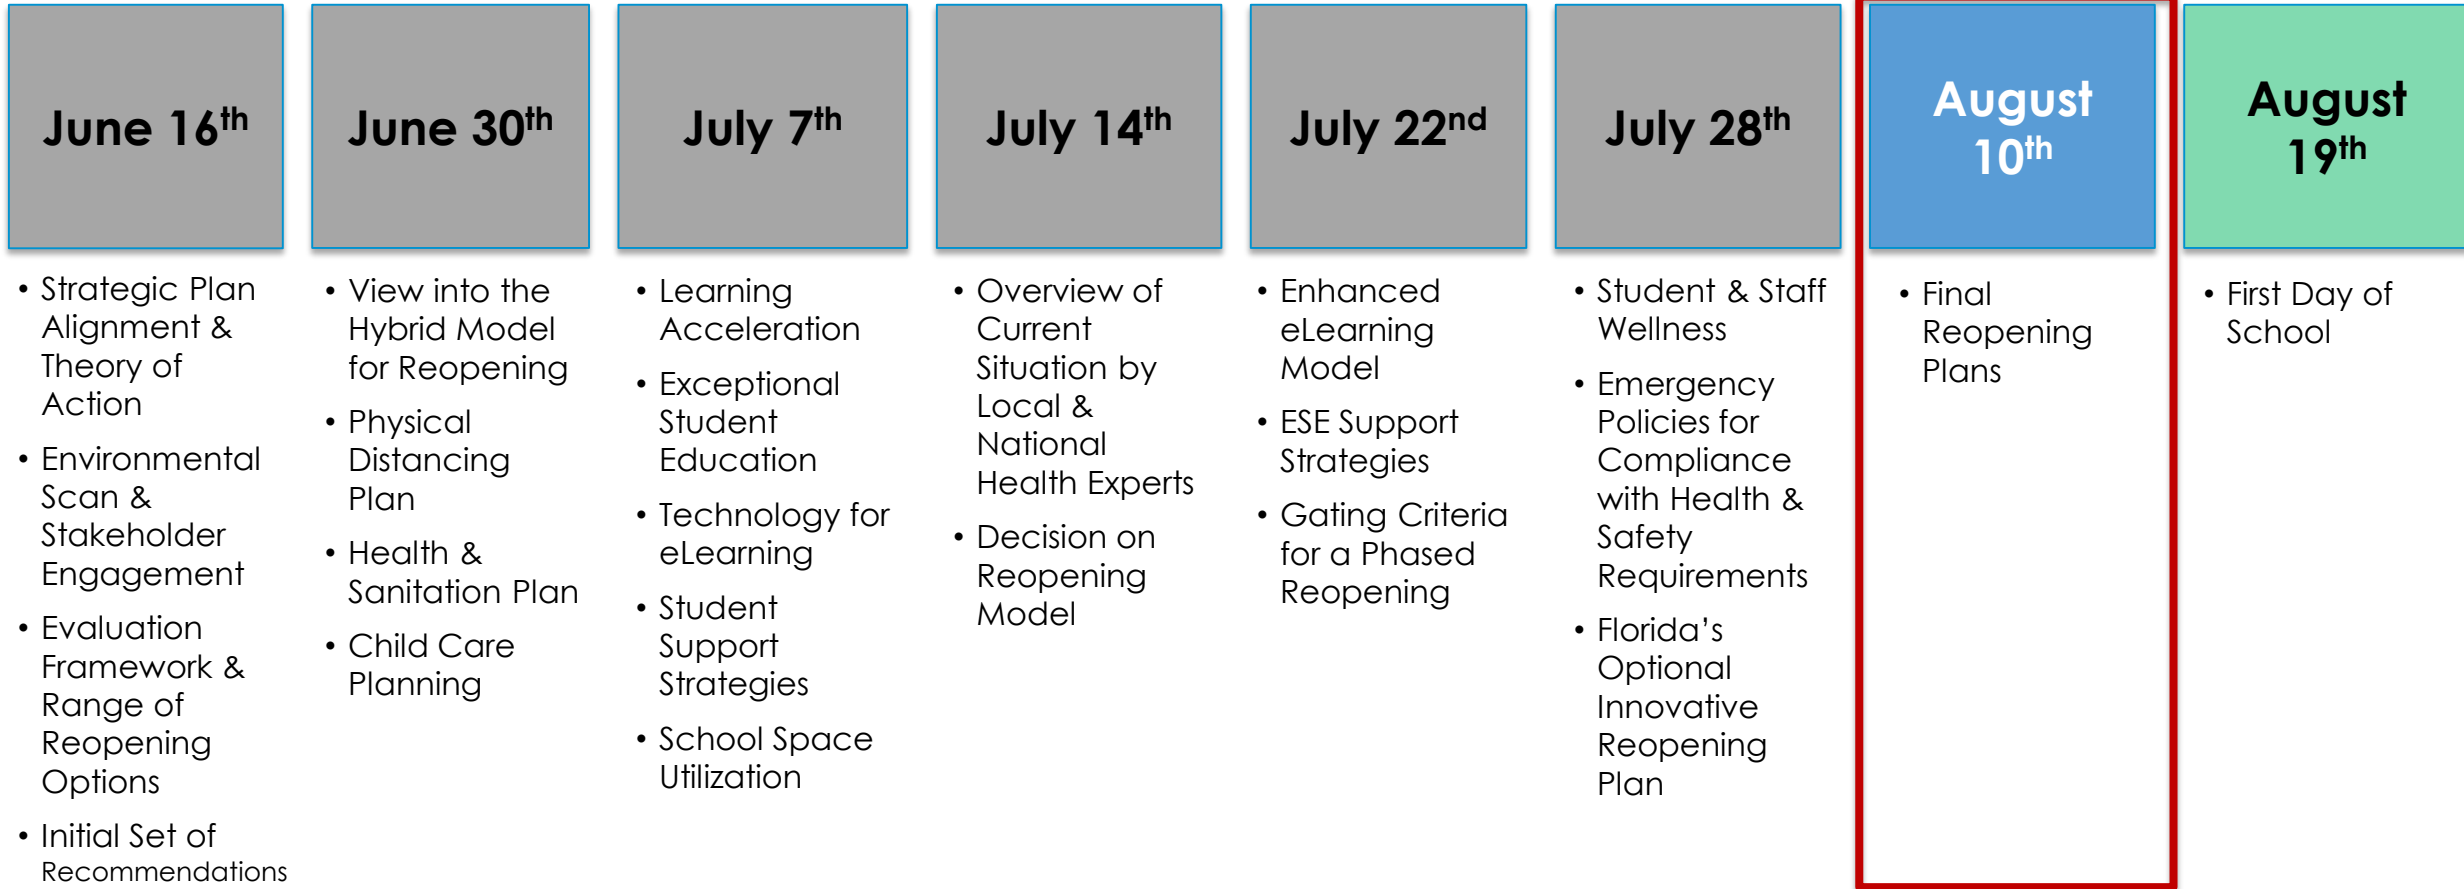 June 16th
• Strategic Plan
Alignment &
Theory of
Action
• Environmental
Scan &
Stakeholder
Engagement
• Evaluation
Framework &
Range of
Reopening
Options
• Initial Set of
Recommendations
June 30th
• View into the
Hybrid Model
for Reopening
• Physical
Distancing
Plan
• Health &
Sanitation Plan
• Child Care
Planning
July 7th
• Learning
Acceleration
• Exceptional
Student
Education
• Technology for
eLearning
• Student
Support
Strategies
• School Space
Utilization
July 14th
• Overview of
Current
Situation by
Local &
National
Health Experts
• Decision on
Reopening
Model
July 22nd
• Enhanced
eLearning
Model
• ESE Support
Strategies
• Gating Criteria
for a Phased
Reopening
July 28th
• Student & Staff
Wellness
• Emergency
Policies for
Compliance
with Health &
Safety
Requirements
• Florida’s
Optional
Innovative
Reopening
Plan
August
10th
• Final
Reopening
Plans
August
19th
• First Day of
School